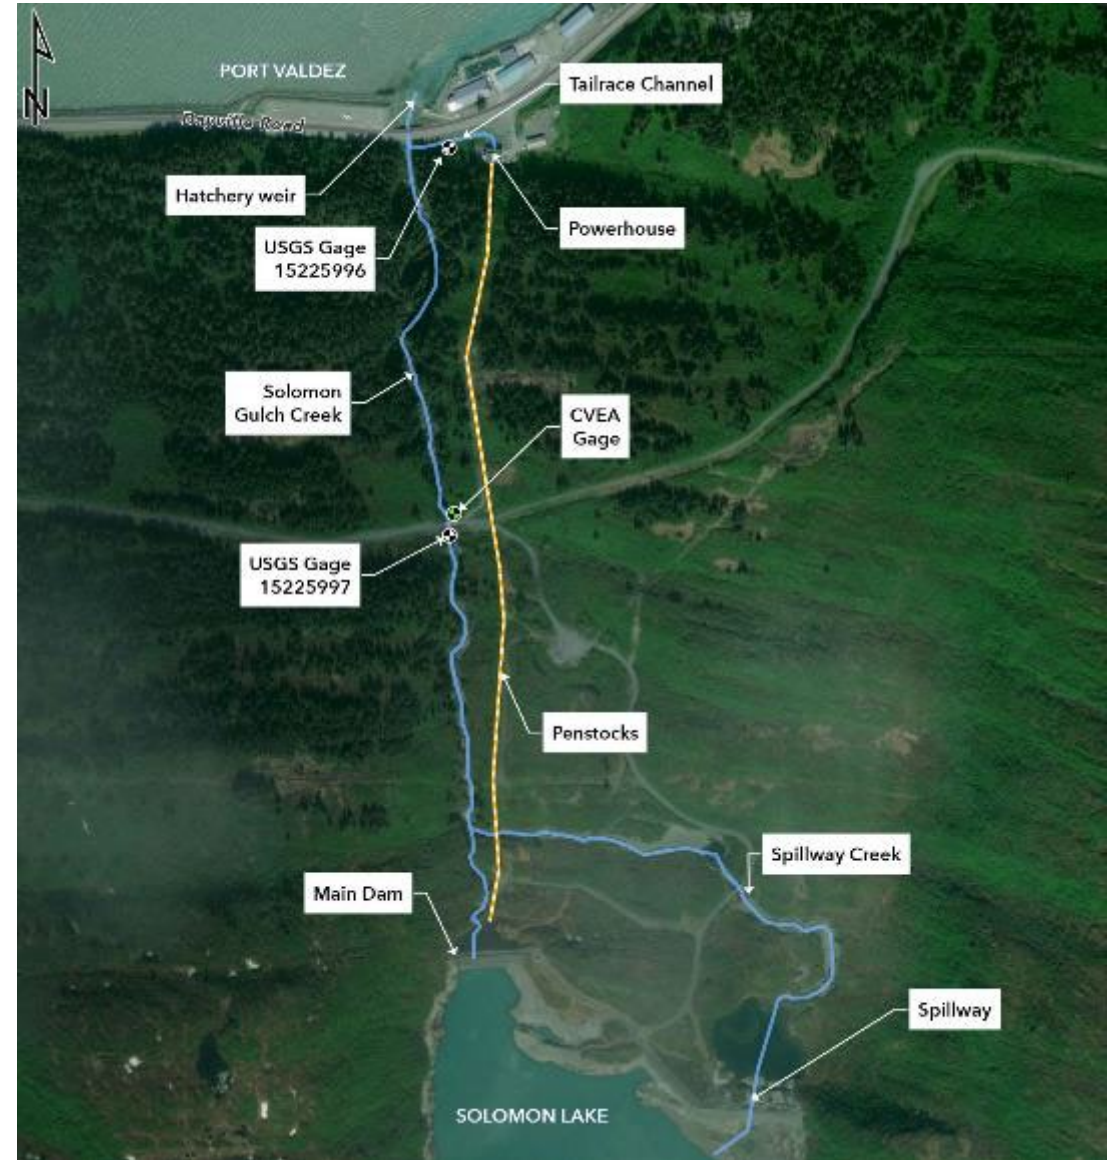 PORT VALDEZ
Tailrace Channel
N
Dayville Road
Hatchery weir
Powerhouse
USGS Gage
15225996
Solomon
Gulch Creek
CVEA
Gage
USGS Gage
15225997
Penstocks
Spillway Creek
Main Dam
Spillway
SOLOMON LAKE